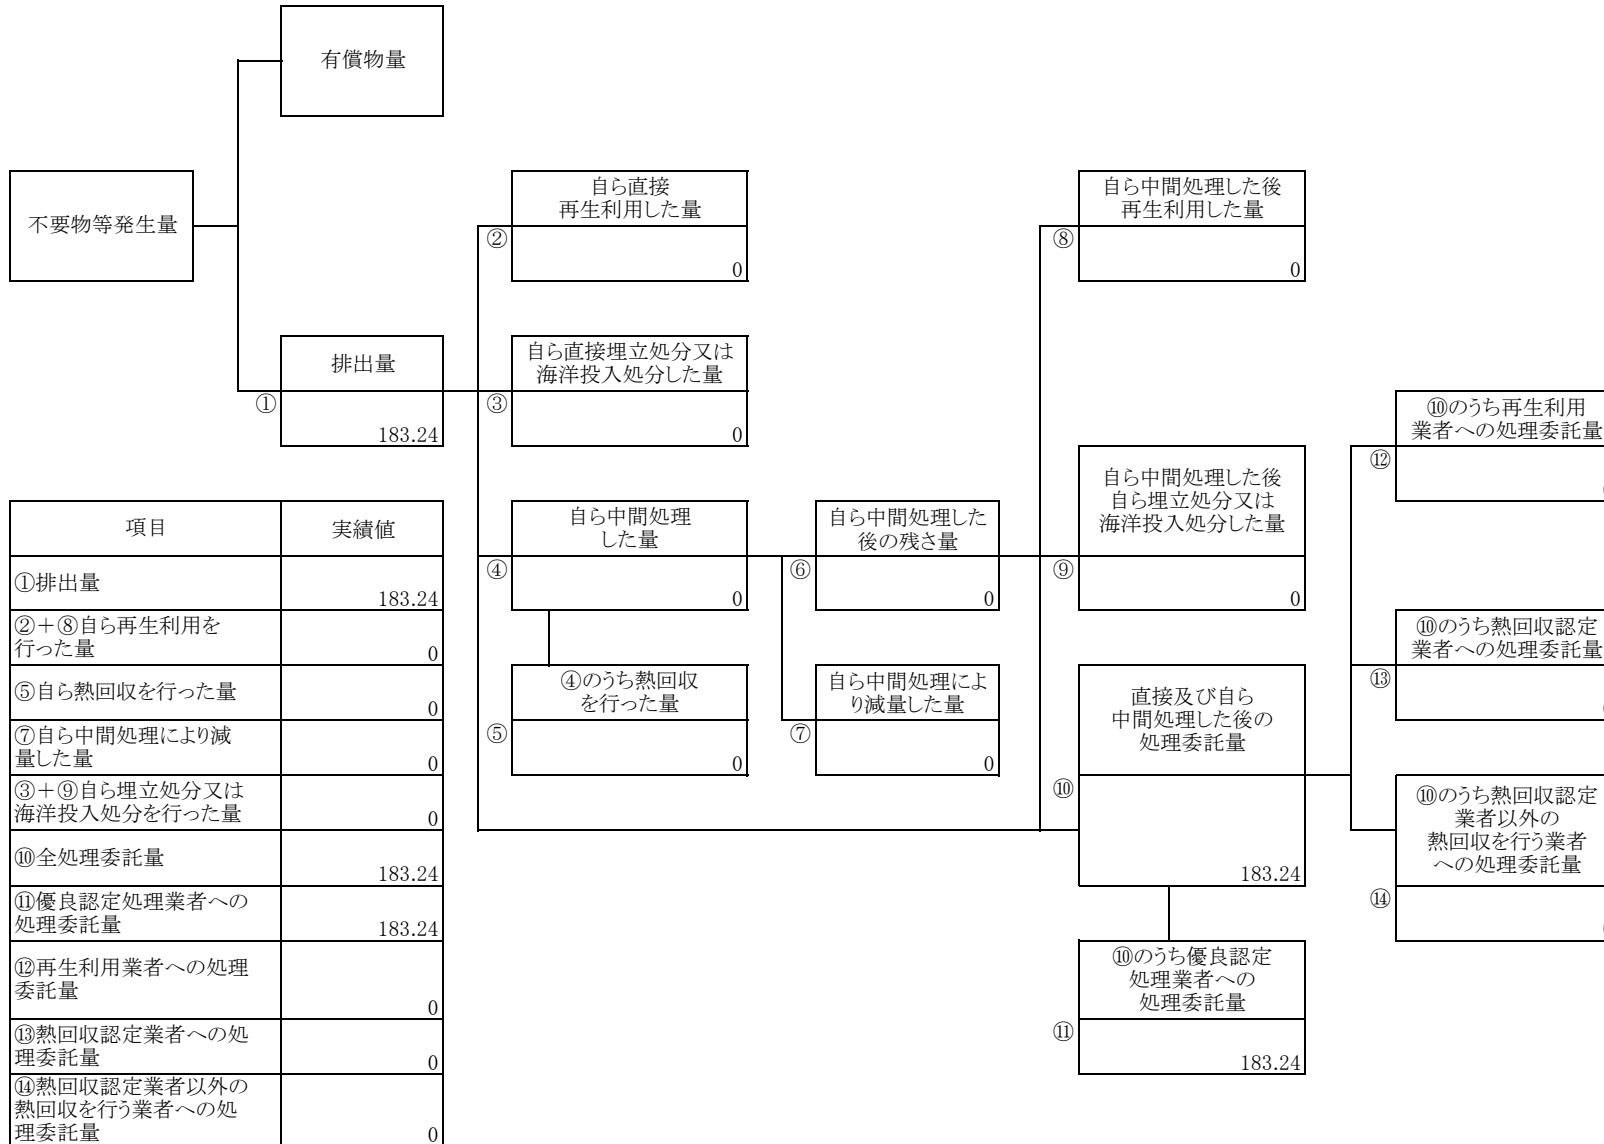 有償物量
不要物等発生量
自ら直接
再生利用した量
②
0
自ら中間処理した後
再生利用した量
⑧
0
排出量
①
183.24
自ら直接埋立処分又は
海洋投入処分した量
③
0
⑩のうち再生利用
業者への処理委託量
⑫
自ら中間処理
した量
④
0
自ら中間処理した
後の残さ量
⑥
0
自ら中間処理した後
自ら埋立処分又は
海洋投入処分した量
⑨
0
⑩のうち熱回収認定
業者への処理委託量
⑬
④のうち熱回収
を行った量
⑤
0
自ら中間処理によ
り減量した量
⑦
0
直接及び自ら
中間処理した後の
処理委託量
⑩
183.24
⑩のうち熱回収認定
業者以外の
熱回収を行う業者
への処理委託量
⑭
⑩のうち優良認定
処理業者への
処理委託量
⑪
183.24
項目 実績値
①排出量
183.24
②+⑧自ら再生利用を
行った量
0
⑤自ら熱回収を行った量
0
⑦自ら中間処理により減
量した量
0
③+⑨自ら埋立処分又は
海洋投入処分を行った量
0
⑩全処理委託量
183.24
⑪優良認定処理業者への
処理委託量
183.24
⑫再生利用業者への処理
委託量
0
⑬熱回収認定業者への処
理委託量
0
⑭熱回収認定業者以外の
熱回収を行う業者への処
理委託量
0